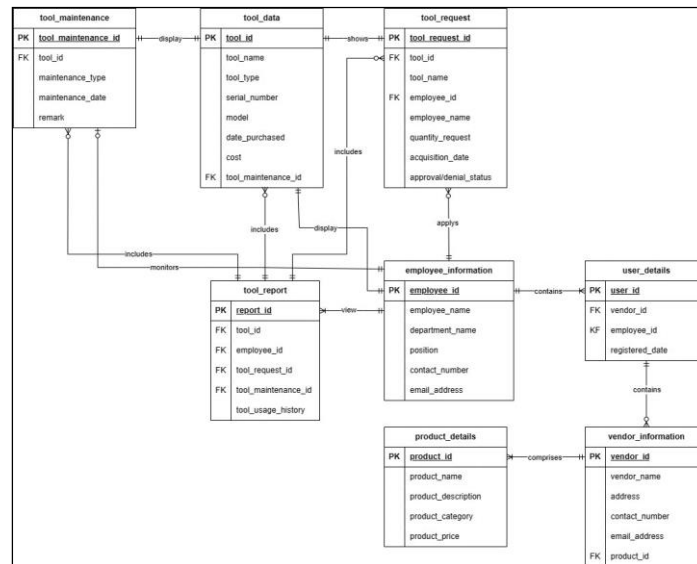 tool_maintenance
PK tool_maintenance_id
FK tool_id
maintenance_type
maintenance_date
remark
display
tool_data
PK tool_id
tool_name
tool_type
serial_number
model
date_purchased
cost
FK tool_maintenance_id
shows
tool_request
PK tool_request_id
FK tool_id
tool_name
FK employee_id
employee_name
quantity_request
acquisition_date
approval/denial_status
includes
includes
includes
display
applys
monitors
tool_report
PK report_id
FK tool_id
FK employee_id
FK tool_request_id
FK tool_maintenance_id
tool_usage_history
view
employee_information
PK employee_id
employee_name
department_name
position
contact_number
email_address
contains
user_details
PK user_id
FK vendor_id
KF employee_id
registered_date
contains
product_details
PK product_id
product_name
product_description
product_category
product_price
comprises
vendor_information
PK vendor_id
vendor_name
address
contact_number
email_address
FK product_id